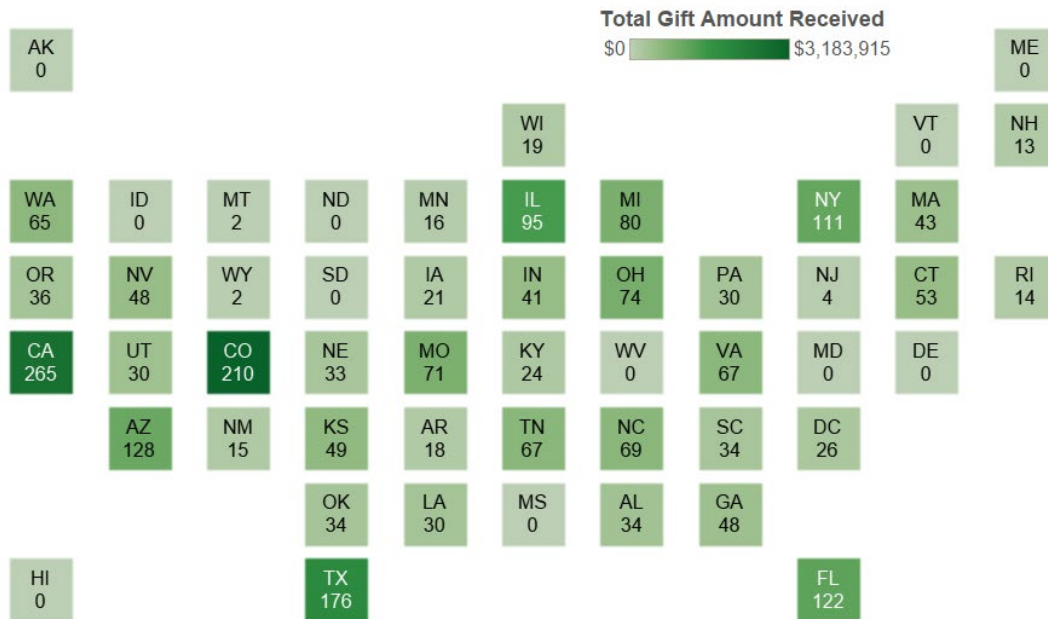 Total Gift Amount Received
$0 $3,183,915
AK
0
ME
0
WI
19
VT
0
NH
13
WA
65
ID
0
MT
2
ND
0
MN
16
IL
95
MI
80
NY
111
MA
43
OR
36
NV
48
WY
2
SD
0
IA
21
IN
41
OH
74
PA
30
NJ
4
CT
53
RI
14
CA
265
UT
30
CO
210
NE
33
MO
71
KY
24
WV
0
VA
67
MD
0
DE
0
AZ
128
NM
15
KS
49
AR
18
TN
67
NC
69
SC
34
DC
26
OK
34
LA
30
MS
0
AL
34
GA
48
HI
0
TX
176
FL
122